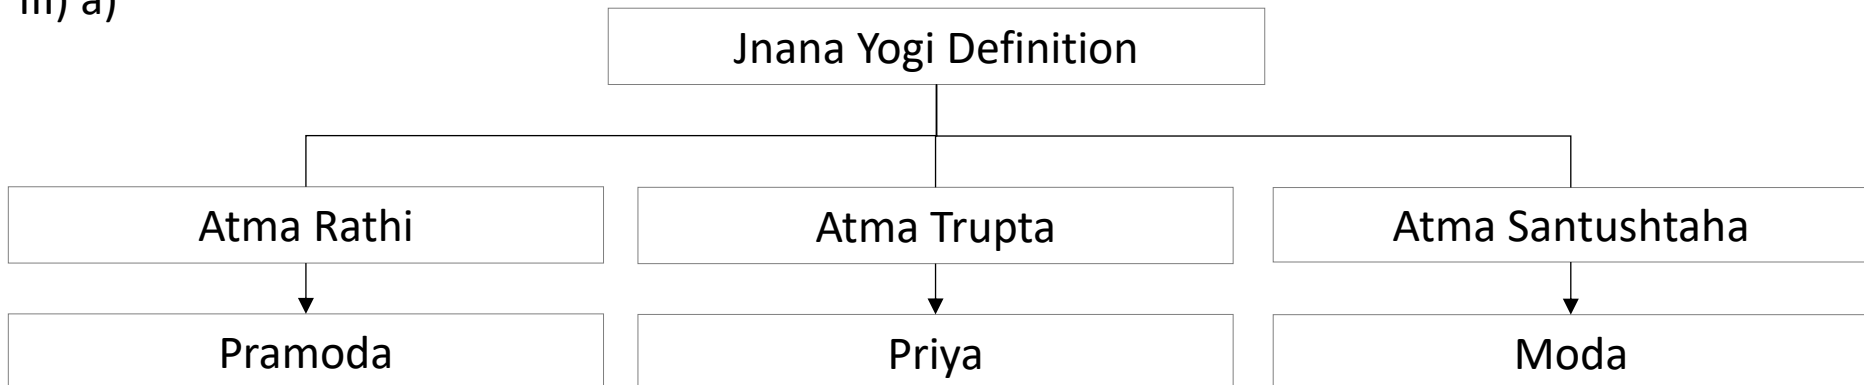 iii) a)
Jnana Yogi Definition
Atma Rathi
Atma Trupta
Atma Santushtaha
Pramoda
Priya
Moda